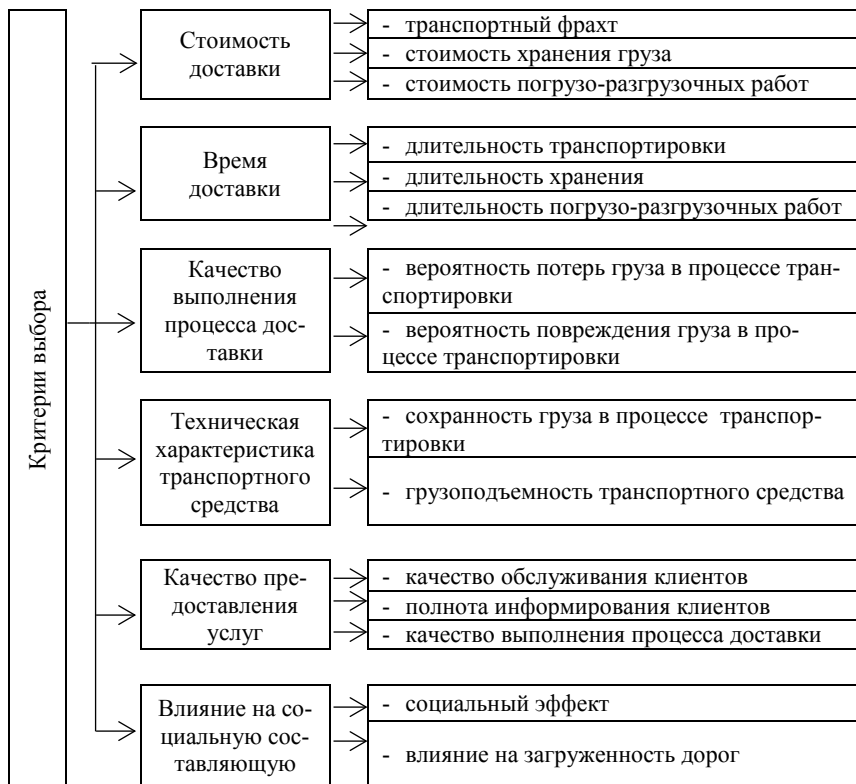 Критерии выбора
Стоимость
доставки
- транспортный фрахт
- стоимость хранения груза
- стоимость погрузо-разгрузочных работ
Время
доставки
- длительность транспортировки
- длительность хранения
- длительность погрузо-разгрузочных работ
Качество
выполнения
процесса дос-
тавки
- вероятность потерь груза в процессе тран-
спортировки
- вероятность повреждения груза в про-
цессе транспортировки
Техническая
характеристика
транспортного
средства
- сохранность груза в процессе транспор-
тировки
- грузоподъемность транспортного средства
Качество пре-
доставления
услуг
- качество обслуживания клиентов
- полнота информирования клиентов
- качество выполнения процесса доставки
Влияние на со-
циальную сос-
тавляющую
- социальный эффект
- влияние на загруженность дорог